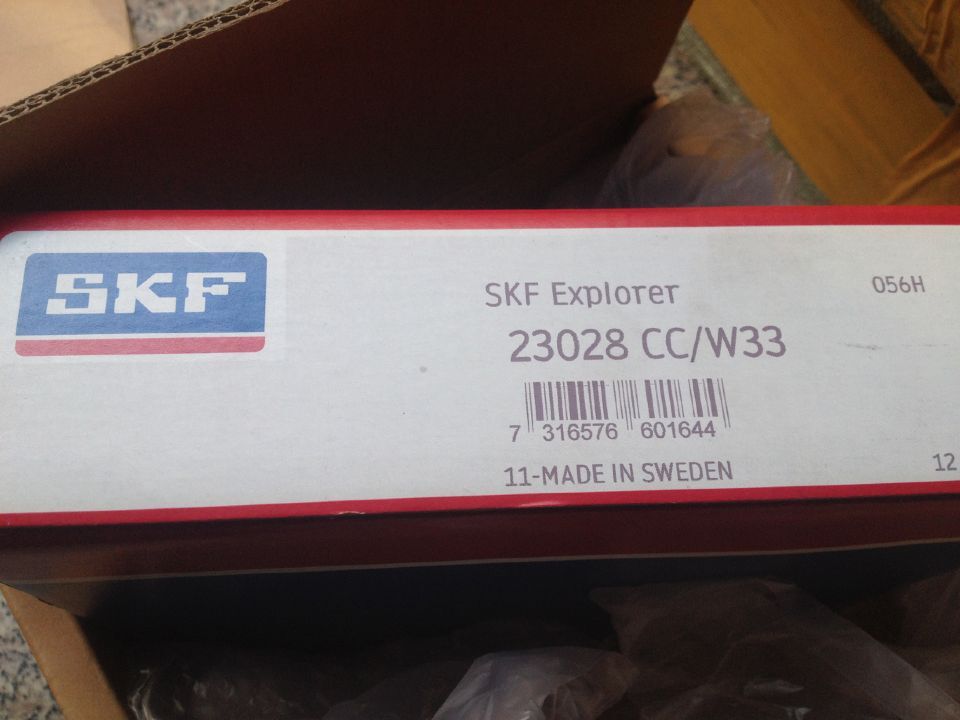 SKF
SKF Explorer
056H
23028 CC/W33
7 316576 601644
11-MADE IN SWEDEN
12